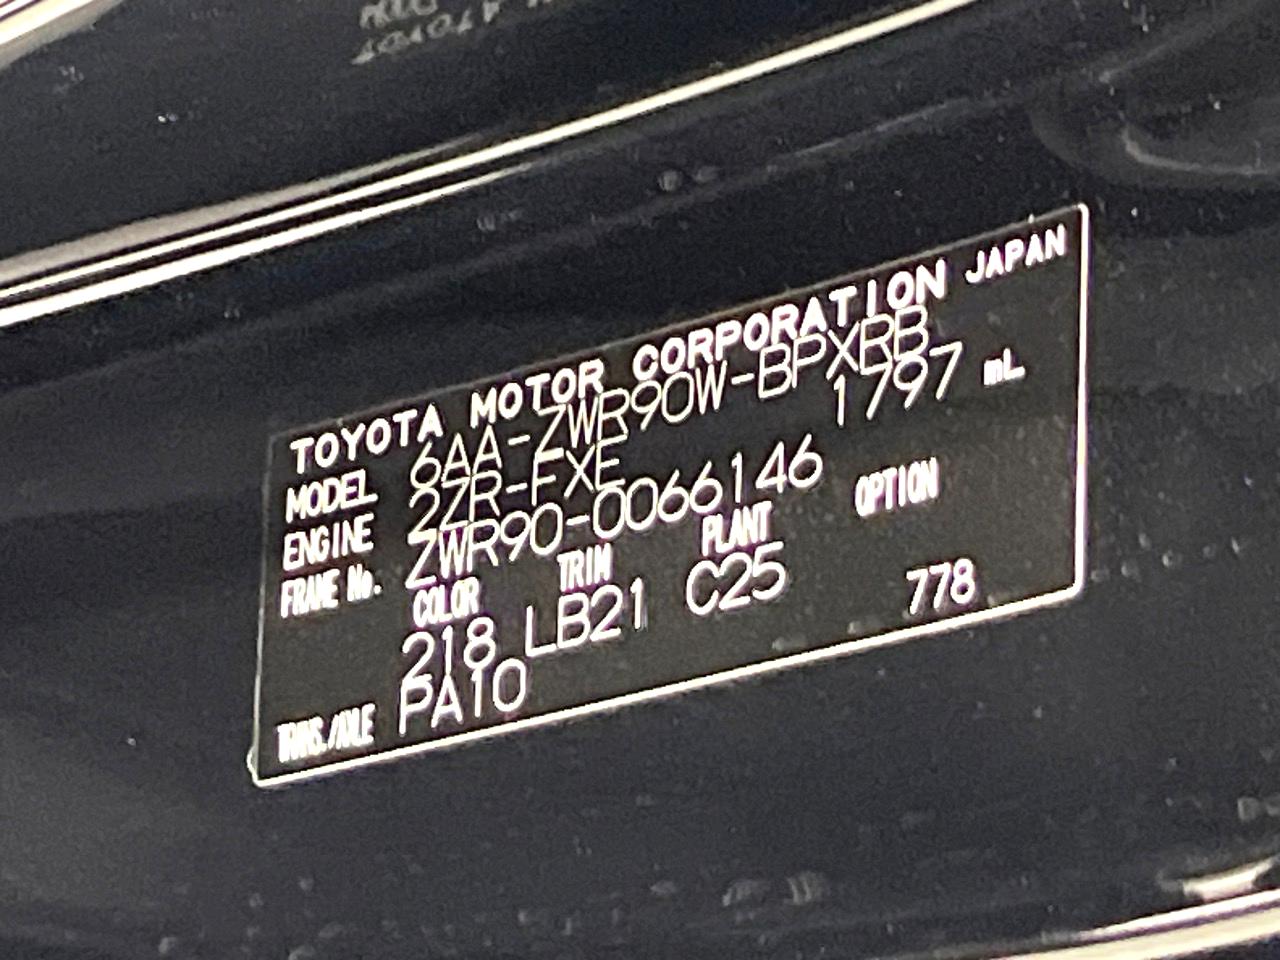 TOYOTA MOTOR CORPORATION JAPAN
MODEL 6AA-ZWR90W-BPXRB
ENGINE 2ZR-FXE 1797 mL
FRAME No. ZWR90-0066146
COLOR TRIM PLANT OPTION
218 LB21 C25 778
TRANS./AXLE PA10